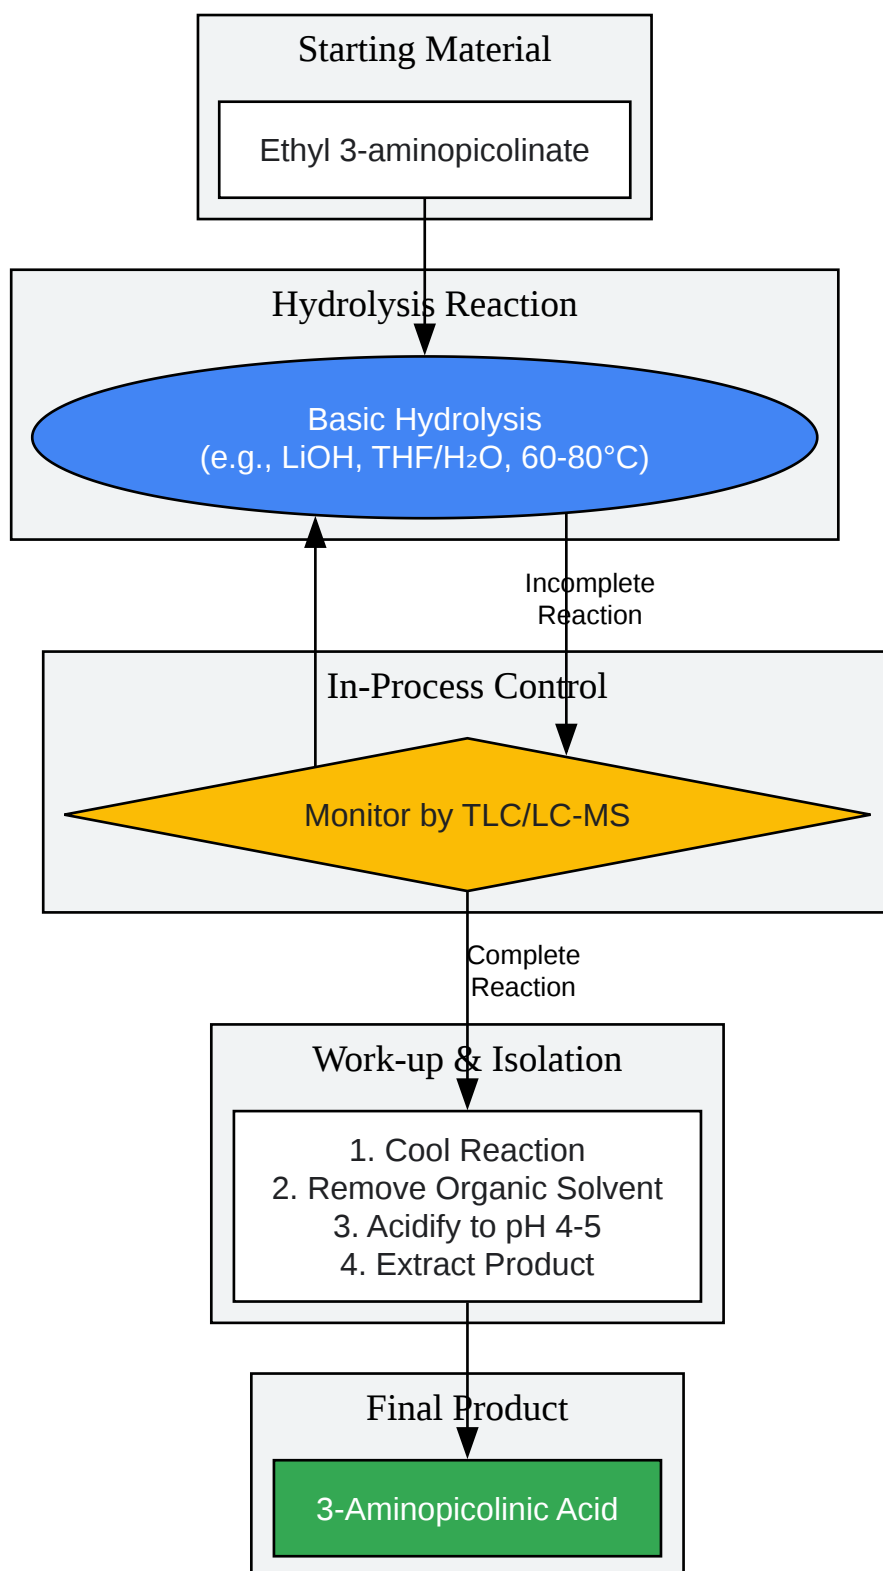 Starting Material
Ethyl 3-aminopicolinate
Hydrolysis Reaction
Basic Hydrolysis
(e.g., LiOH, THF/H₂O, 60-80°C)
Incomplete
Reaction
In-Process Control
Monitor by TLC/LC-MS
Complete
Reaction
Work-up & Isolation
1. Cool Reaction
2. Remove Organic Solvent
3. Acidify to pH 4-5
4. Extract Product
Final Product
3-Aminopicolinic Acid